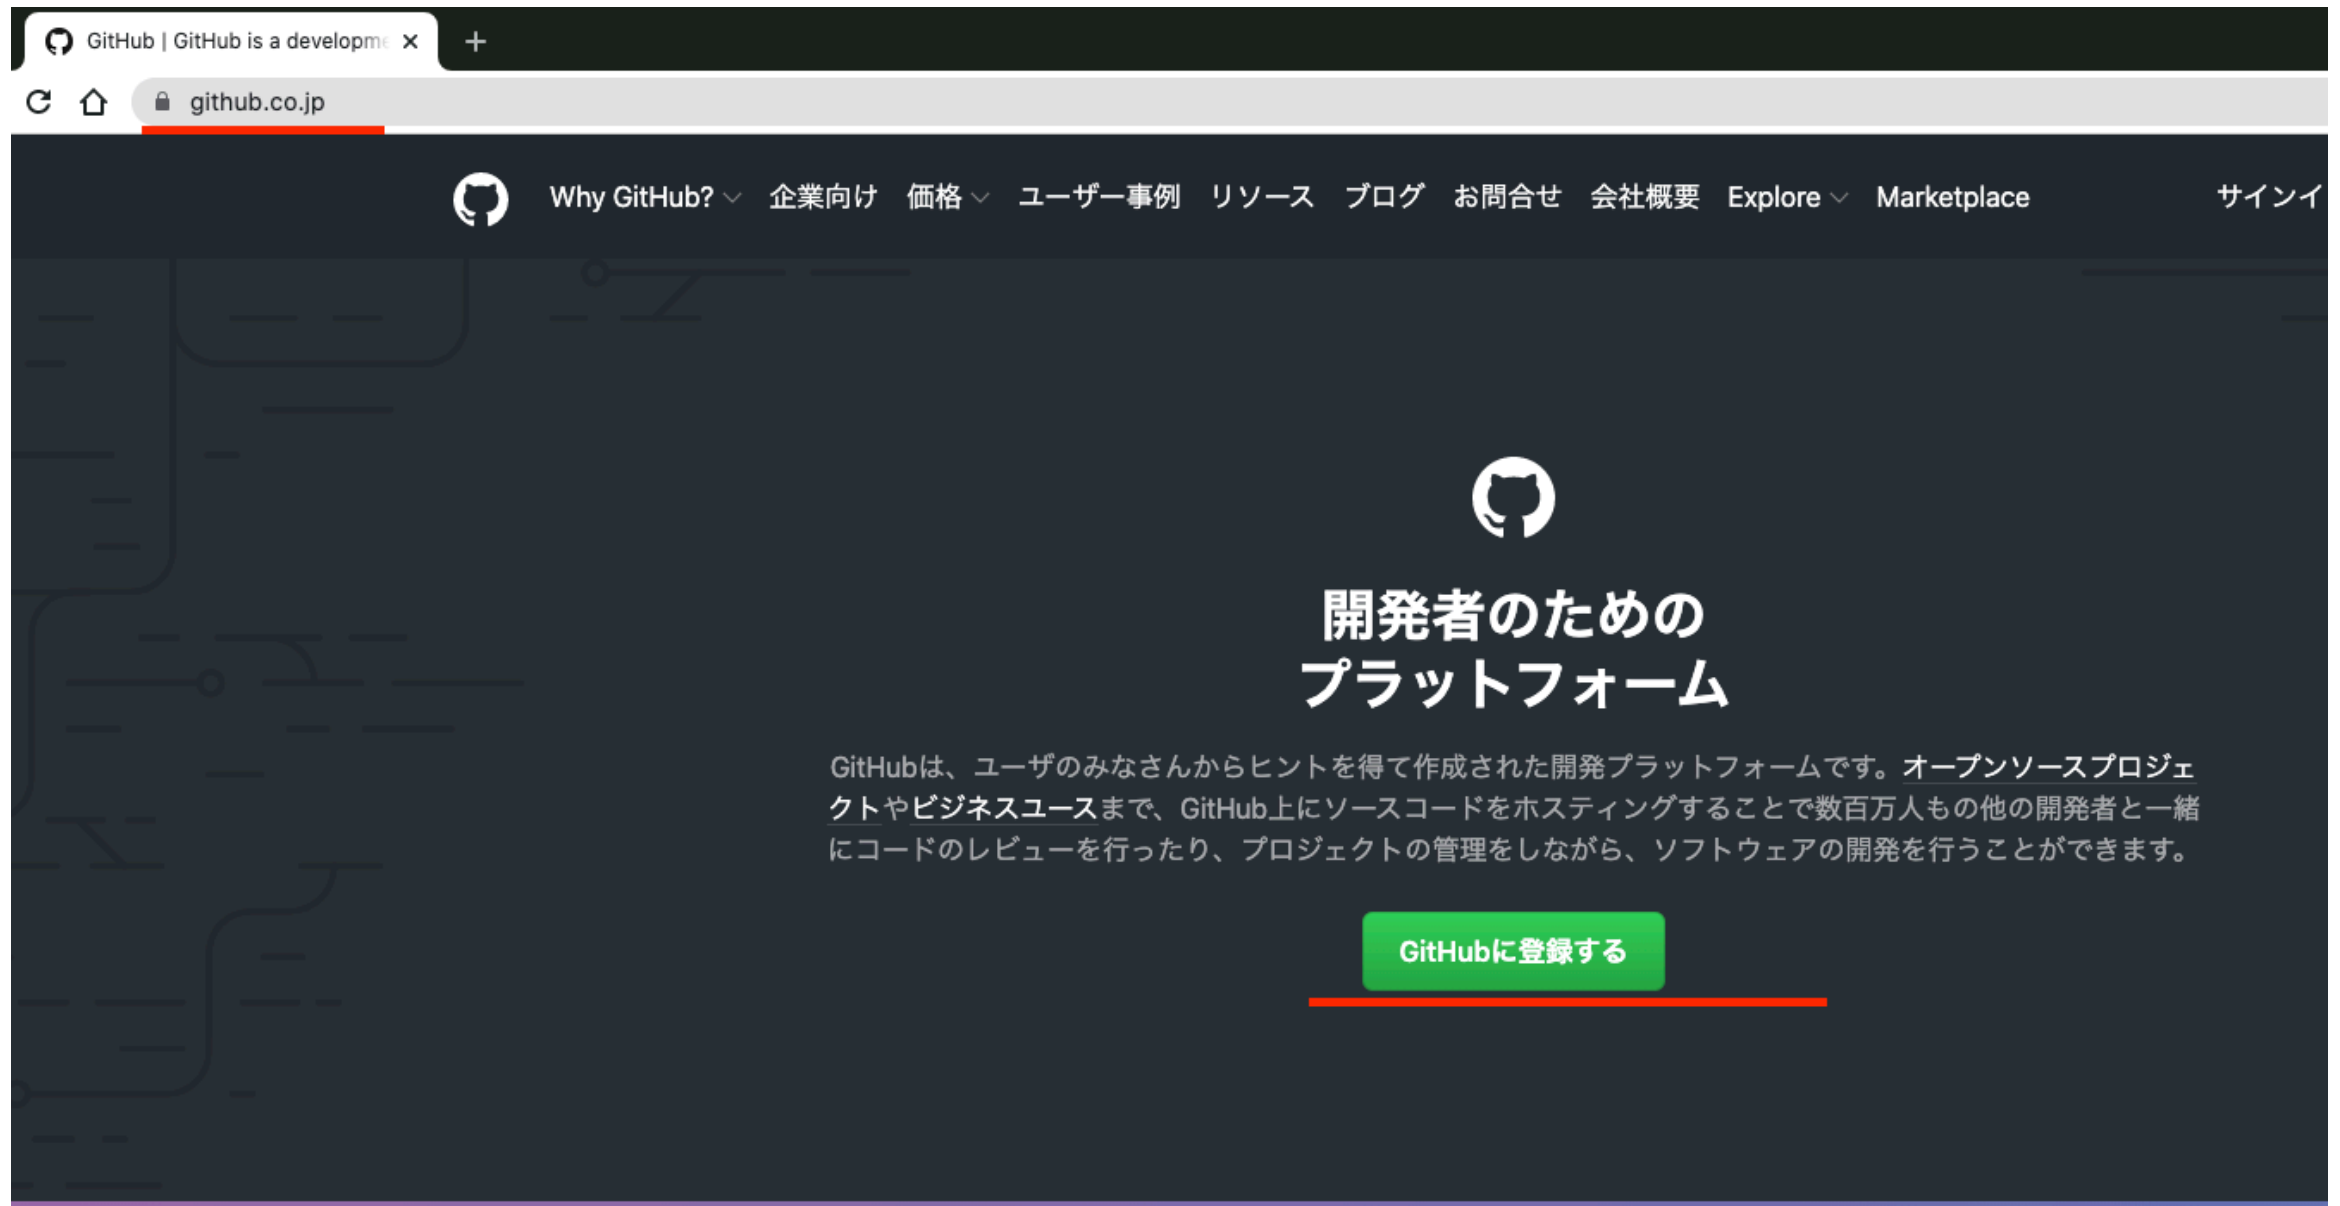 GitHub | GitHub is a developm
github.co.jp
Why GitHub? 企業向け 価格 ユーザー事例 リソース ブログ お問合せ 会社概要 Explore Marketplace サインイ
開発者のための
プラットフォーム
GitHubは、ユーザのみなさんからヒントを得て作成された開発プラットフォームです。オープンソースプロジェ
クトやビジネスユースまで、GitHub上にソースコードをホスティングすることで数百万人もの他の開発者と一緒
にコードのレビューを行ったり、プロジェクトの管理をしながら、ソフトウェアの開発を行うことができます。
GitHubに登録する